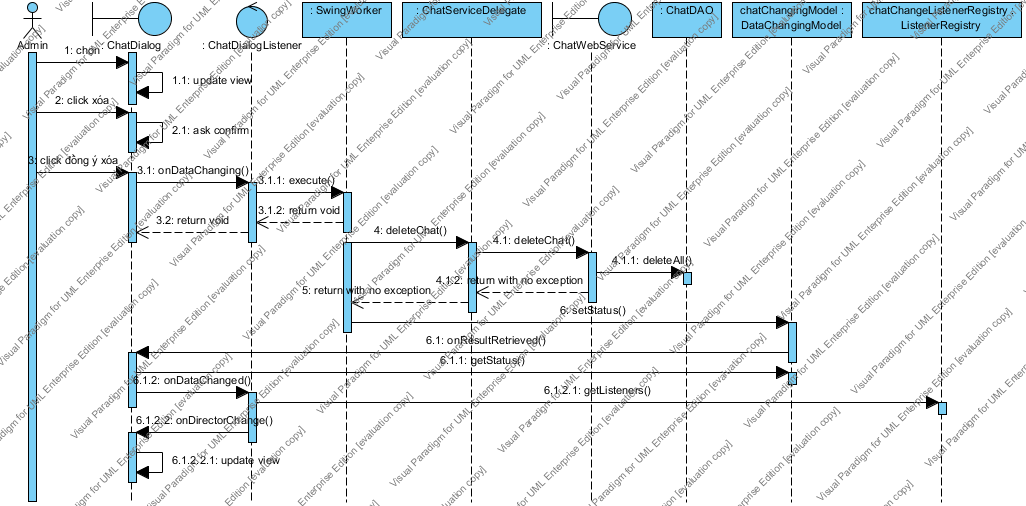 : SwingWorker
: ChatServiceDelegate
: ChatDAO
chatChangingModel :
DataChangingModel
chatChangeListenerRegistry :
ListenerRegistry
Admin
: ChatDialog
: ChatDialogListener
: ChatWebService
1: chọn
1.1: update view
2: click xóa
2.1: ask confirm
3: click đồng ý xóa
3.1: onDataChanging()
3.1.1: execute()
3.1.2: return void
3.2: return void
4: deleteChat()
4.1: deleteChat()
4.1.1: deleteAll()
4.1.2: return with no exception
5: return with no exception
6: setStatus()
6.1: onResultRetrieved()
6.1.1: getStatus()
6.1.2: onDataChanged()
6.1.2.1: getListeners()
6.1.2.2: onDirectorChange()
6.1.2.2.1: update view
Visual Paradigm for UML Enterprise Edition [evaluation copy]